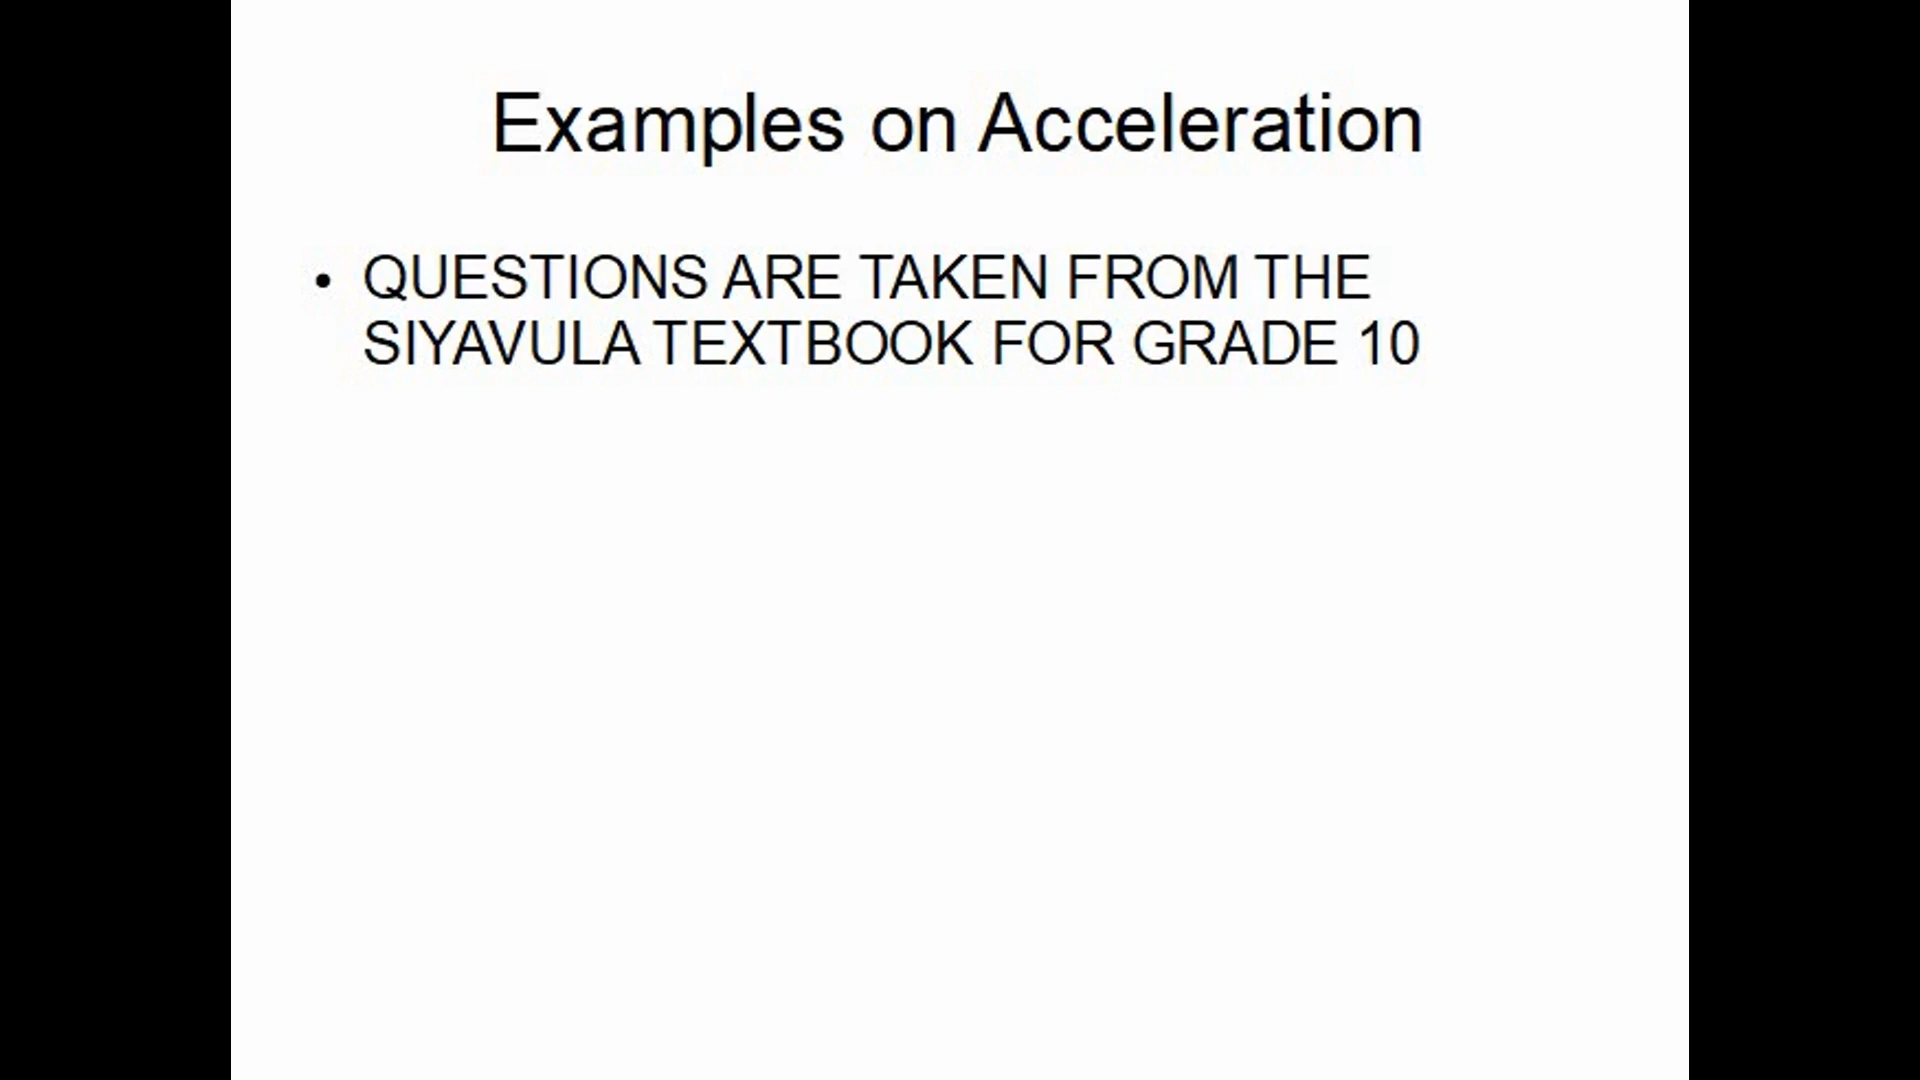 Examples on Acceleration
• QUESTIONS ARE TAKEN FROM THE
SIYAVULA TEXTBOOK FOR GRADE 10